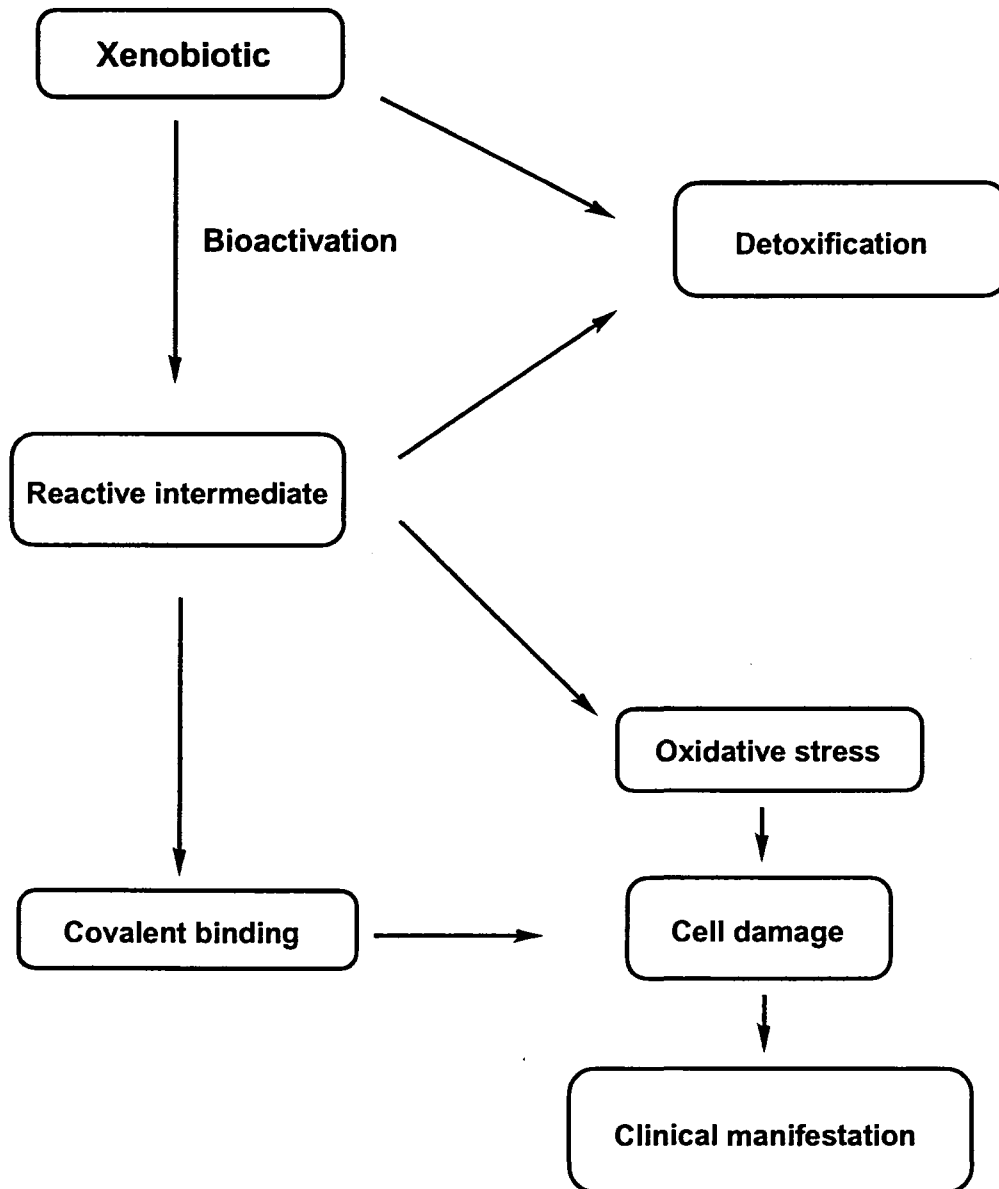 Xenobiotic
Bioactivation
Detoxification
Reactive intermediate
Oxidative stress
Covalent binding
Cell damage
Clinical manifestation